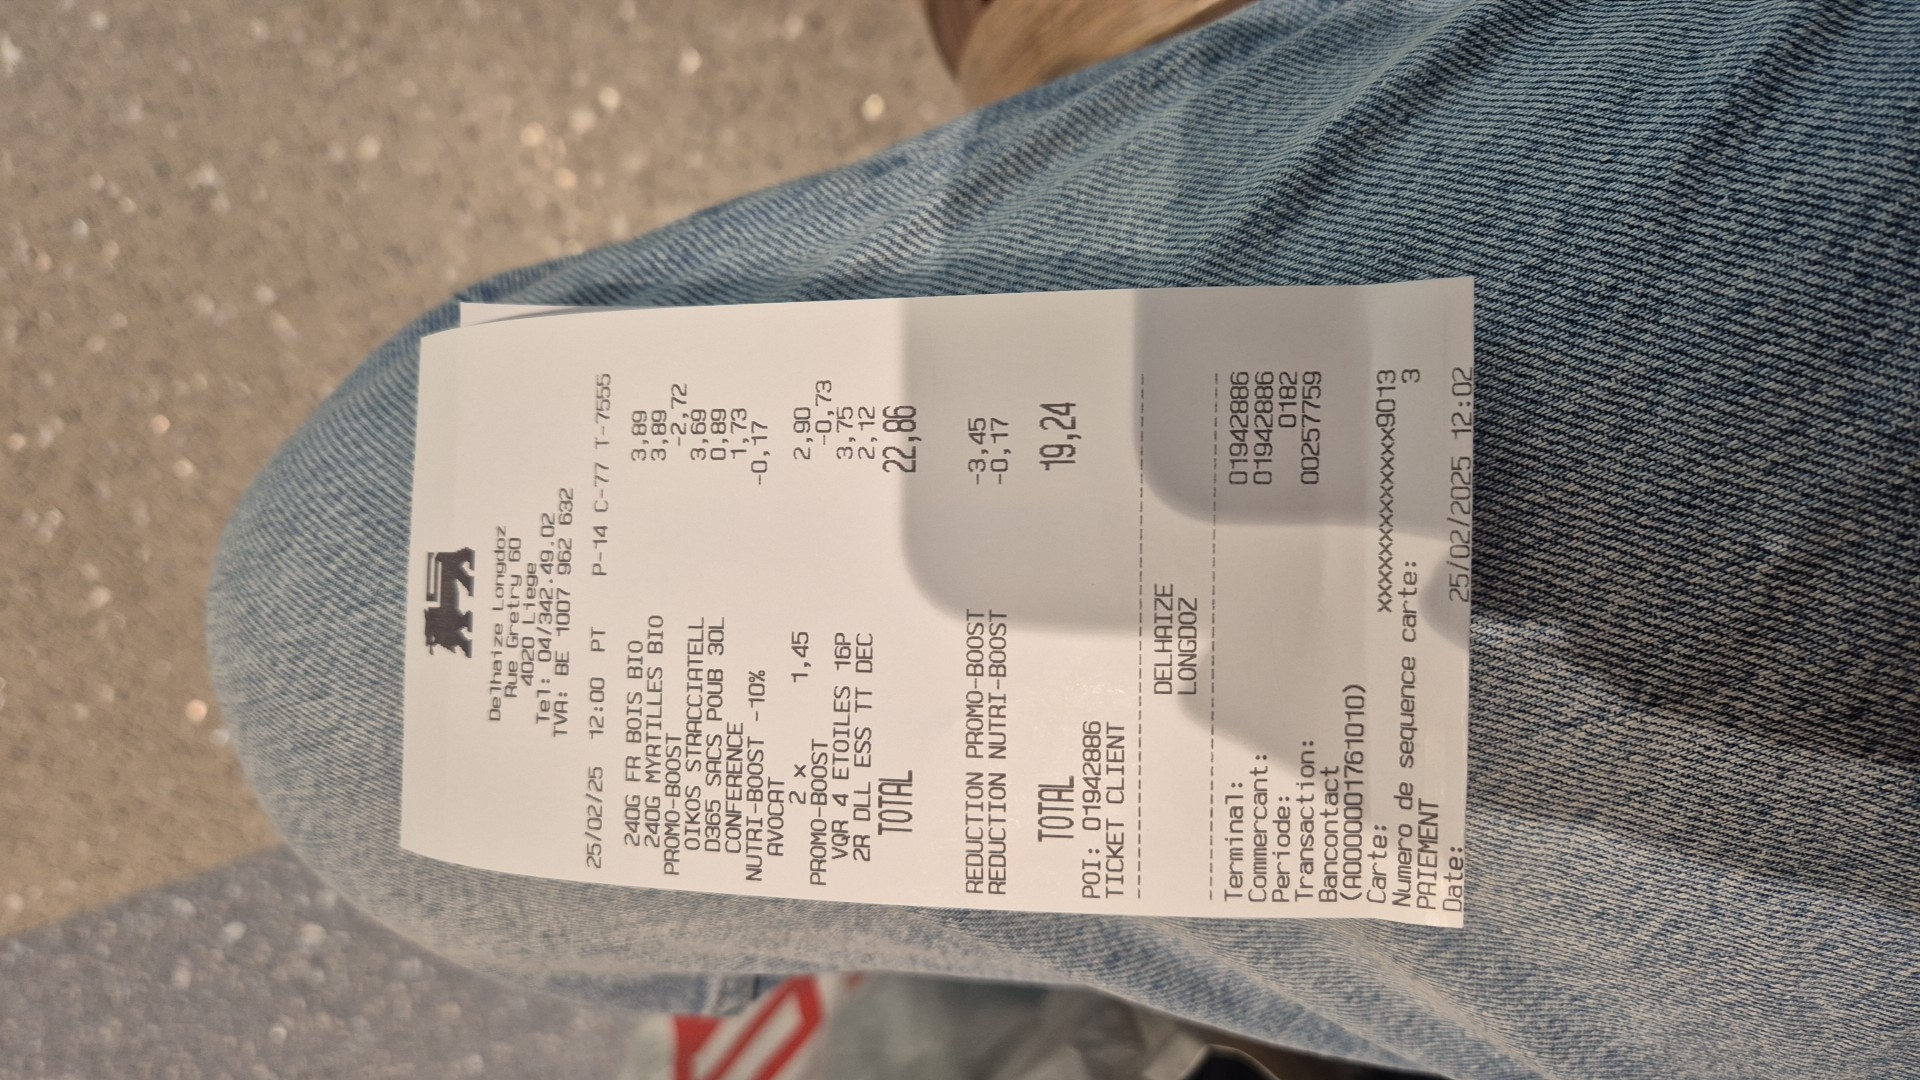 Delhaize Longdoz
Rue Gretry 60
4020 Liege
Tel: 04/342.49.02
TVA: BE 1007 962 632
25/02/25 12:00 PT P-14 C-77 T-7555
240G FR BOIS BIO 3,89
240G MYRTILLES BIO 3,89
PROMO-BOOST -2,72
OIKOS STRACCIATELL 3,69
D365 SACS POUB 30L 0,89
CONFERENCE 1,73
NUTRI-BOOST -10% -0,17
AVOCAT
2 x 1,45 2,90
PROMO-BOOST -0,73
VQR 4 ETOILES 16P 3,75
2R DLL ESS TT DEC 2,12
TOTAL 22,86
REDUCTION PROMO-BOOST -3,45
REDUCTION NUTRI-BOOST -0,17
TOTAL 19,24
POI: 01942886
TICKET CLIENT
DELHAIZE
LONGDOZ
Terminal: 01942886
Commercant: 01942886
Periode: 0182
Transaction: 00257759
Bancontact
(A0000001761010)
Carte: xxxxxxxxxxxxxxx9013
Numero de sequence carte: 3
PAIEMENT
Date: 25/02/2025 12:02